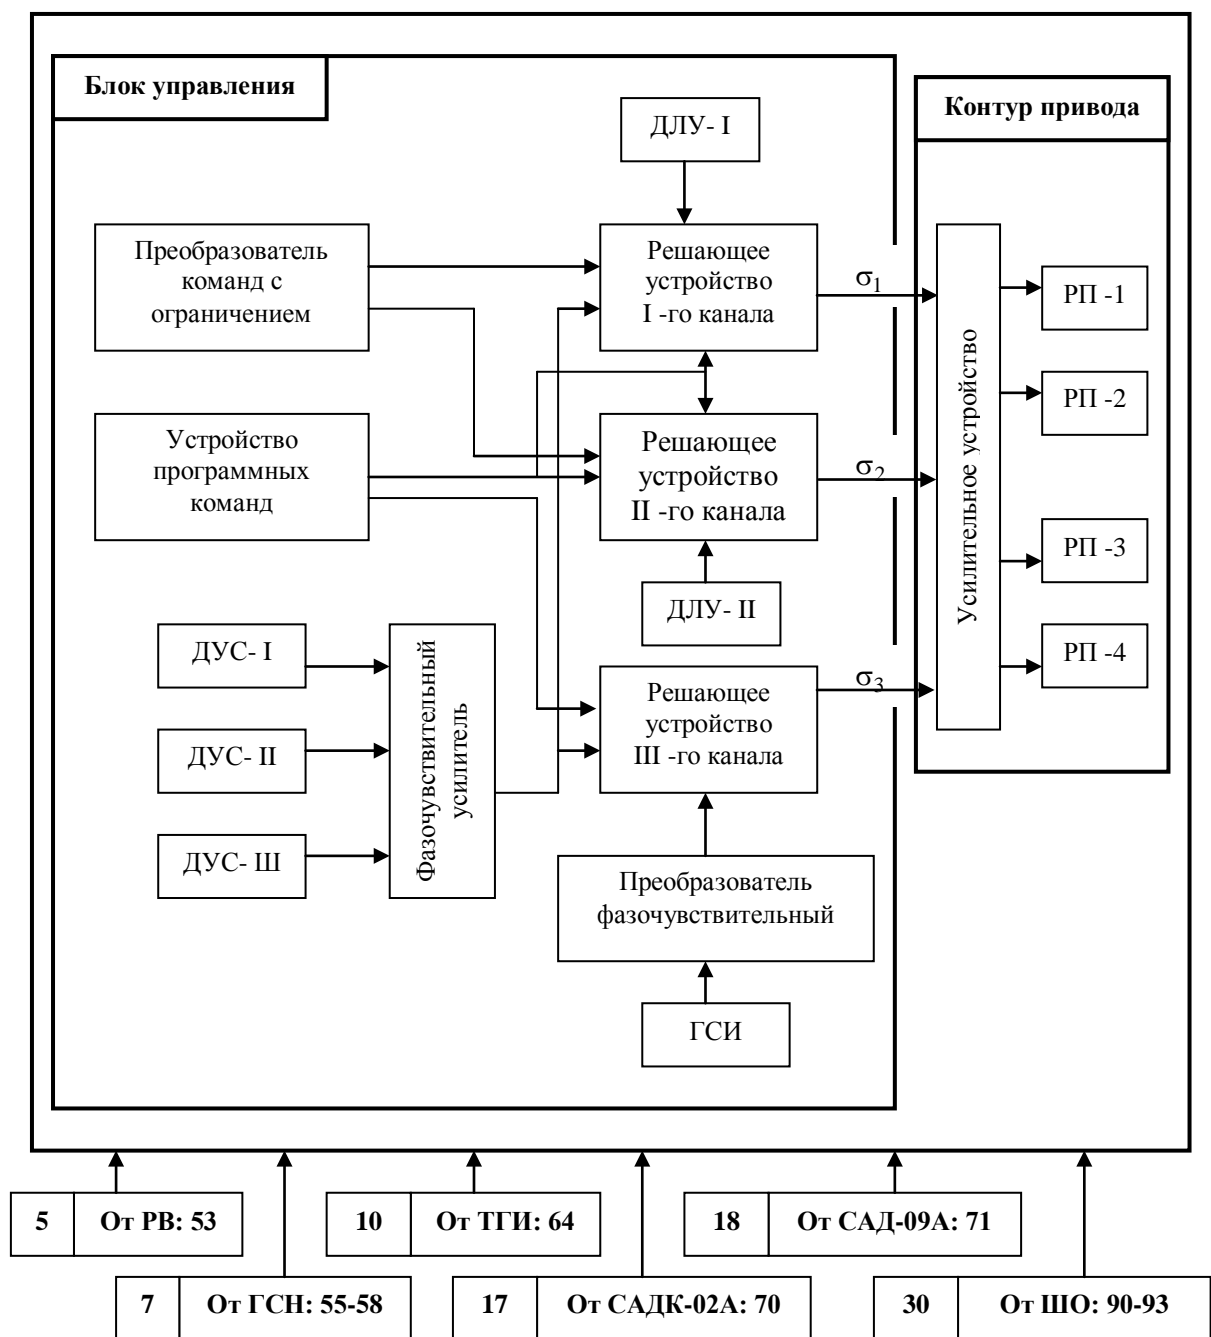 Блок управления
Контур привода
ДЛУ- I
Преобразователь
команд с
ограничением
Решающее
устройство
I -го канала
σ1
РП -1
РП -2
Усилительное устройство
Устройство
программных
команд
Решающее
устройство
II -го канала
σ2
РП -3
ДЛУ- II
РП -4
ДУС- I
ДУС- II
ДУС- Ш
Фазочувствительный
усилитель
Решающее
устройство
III -го канала
σ3
Преобразователь
фазочувствительный
ГСИ
5
От РВ: 53
10
От ТГИ: 64
18
От САД-09А: 71
7
От ГСН: 55-58
17
От САДК-02А: 70
30
От ШО: 90-93